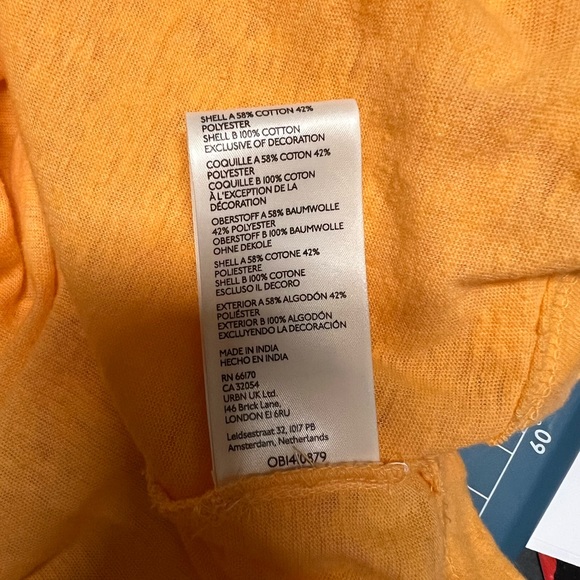 SHELL A 58% COTTON 42%
POLYESTER
SHELL B 100% COTTON
EXCLUSIVE OF DECORATION
COQUILLE A 58% COTON 42%
POLYESTER
COQUILLE B 100% COTON
À L'EXCEPTION DE LA
DÉCORATION
OBERSTOFF A 58% BAUMWOLLE
42% POLYESTER
OBERSTOFF B 100% BAUMWOLLE
OHNE DEKOLE
SHELL A 58% COTONE 42%
POLIESTERE
SHELL B 100% COTONE
ESCLUSO IL DECORO
EXTERIOR A 58% ALGODÓN 42%
POLIÉSTER
EXTERIOR B 100% ALGODÓN
EXCLUYENDO LA DECORACIÓN
MADE IN INDIA
HECHO EN INDIA
RN 66170
CA 32054
URBN UK Ltd.
146 Brick Lane,
LONDON E1 6RU
Leidsestraat 32, 1017 PB
Amsterdam, Netherlands
60